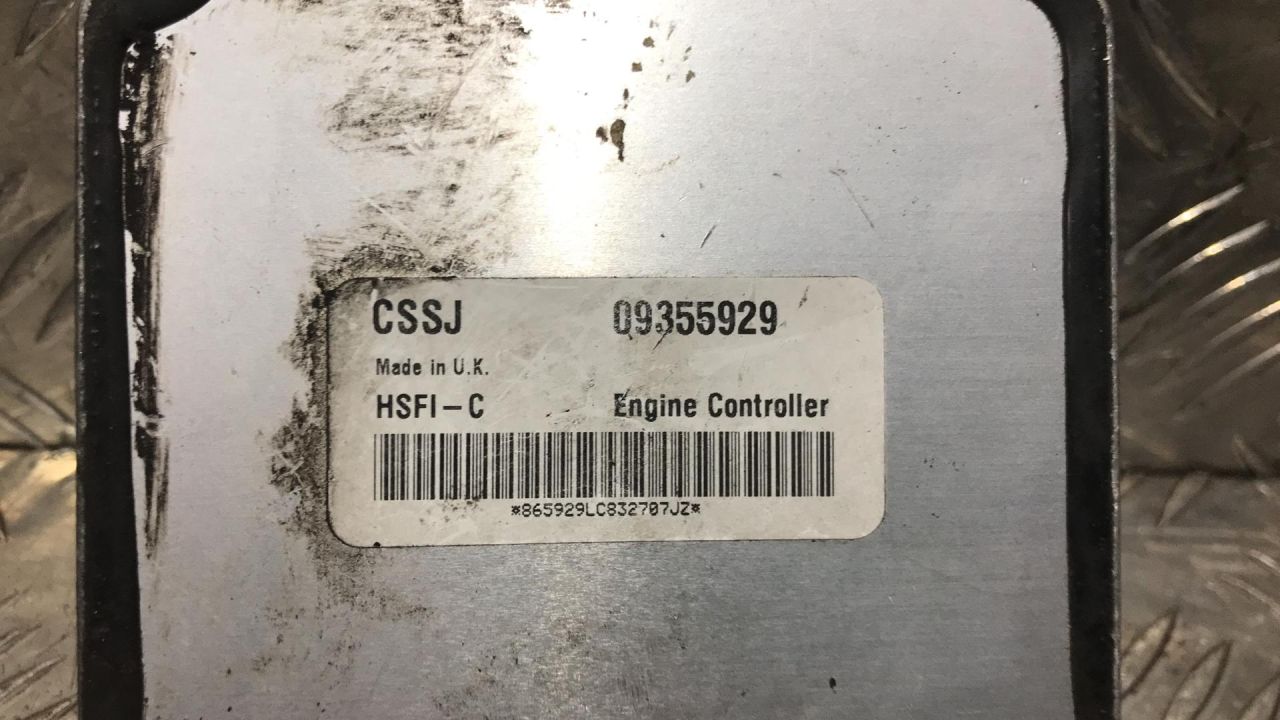 CSSJ 09355929
Made in U.K.
HSFI-C Engine Controller
*865929LC832707JZ*